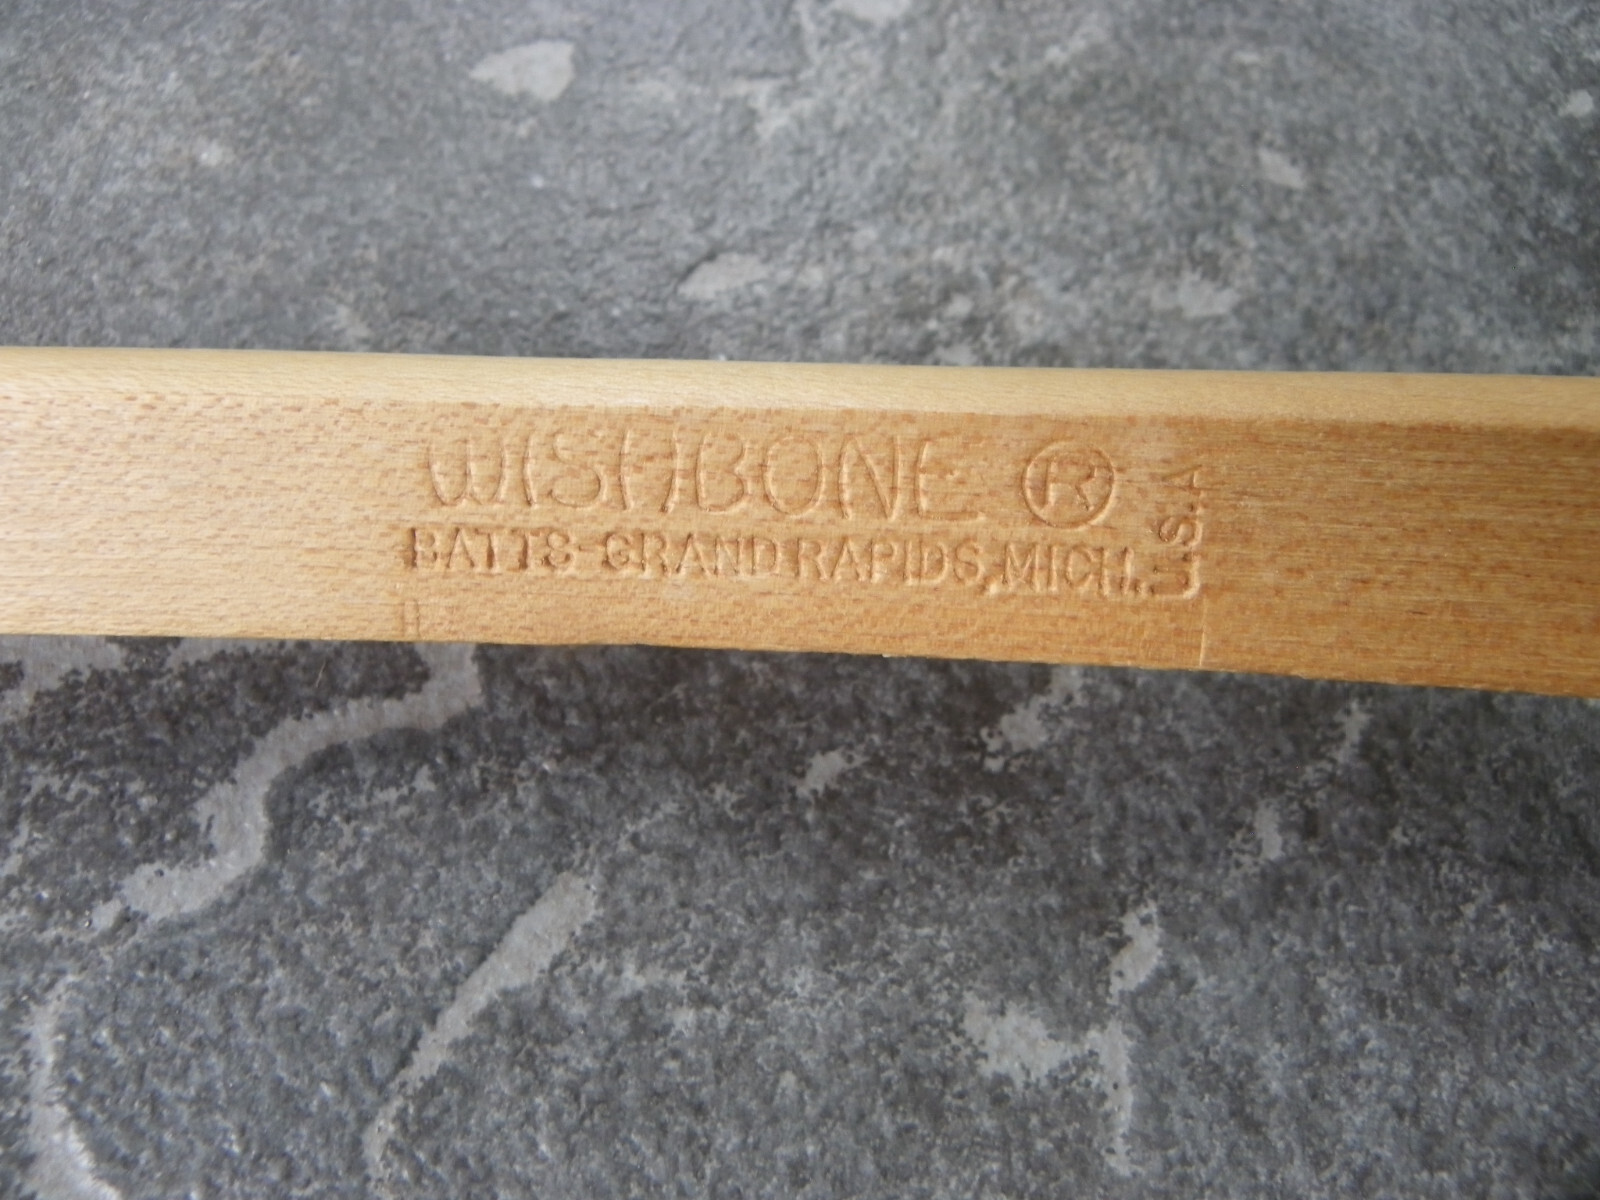 WISHBONE ®
BATTS-GRAND RAPIDS, MICH.
U.S.A